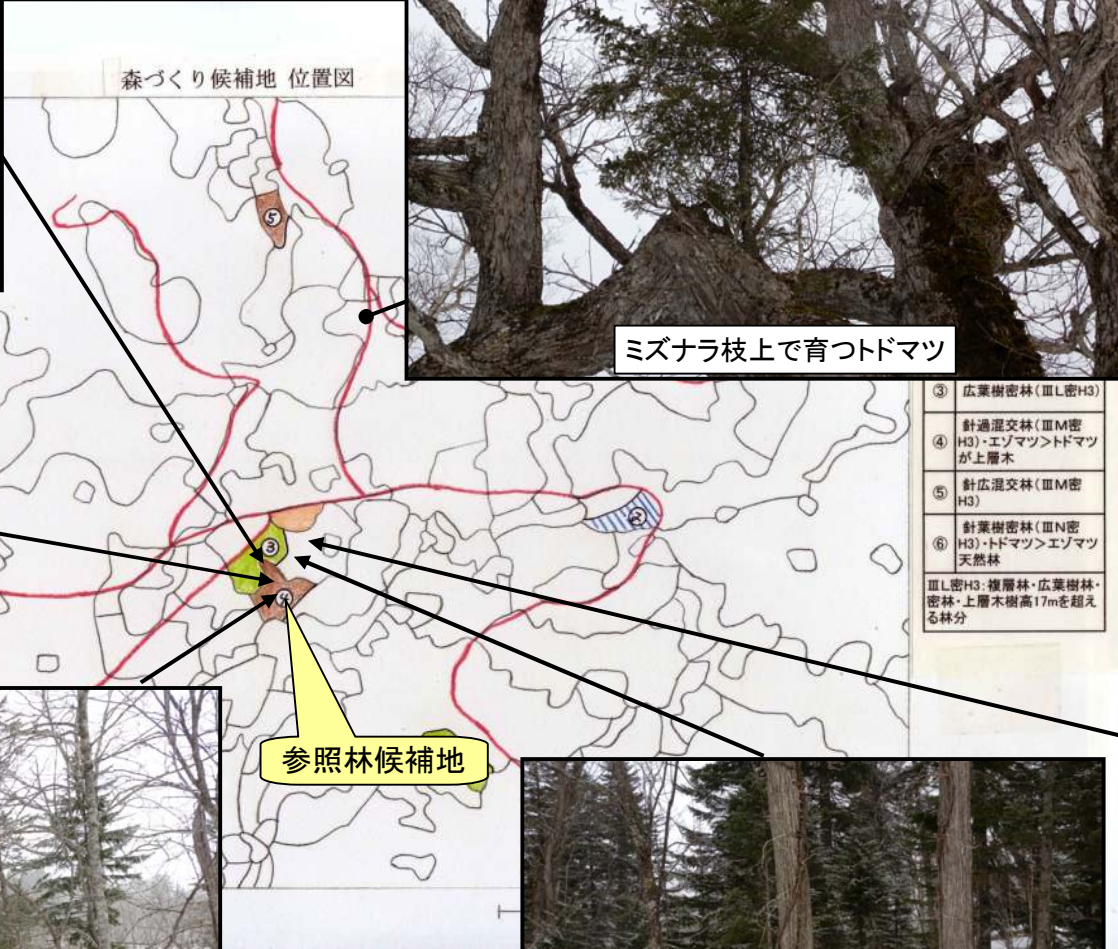 森づくり候補地 位置図
⑤
ミズナラ枝上で育つトドマツ
③ 広葉樹密林(ⅢL密H3)
④ 針過混交林(ⅢM密
H3)・エゾマツ>トドマツ
が上層木
⑤ 針広混交林(ⅢM密
H3)
⑥ 針葉樹密林(ⅢN密
H3)・トドマツ>エゾマツ
天然林
ⅢL密H3:複層林・広葉樹林・
密林・上層木樹高17mを超え
る林分
②
③
④
参照林候補地